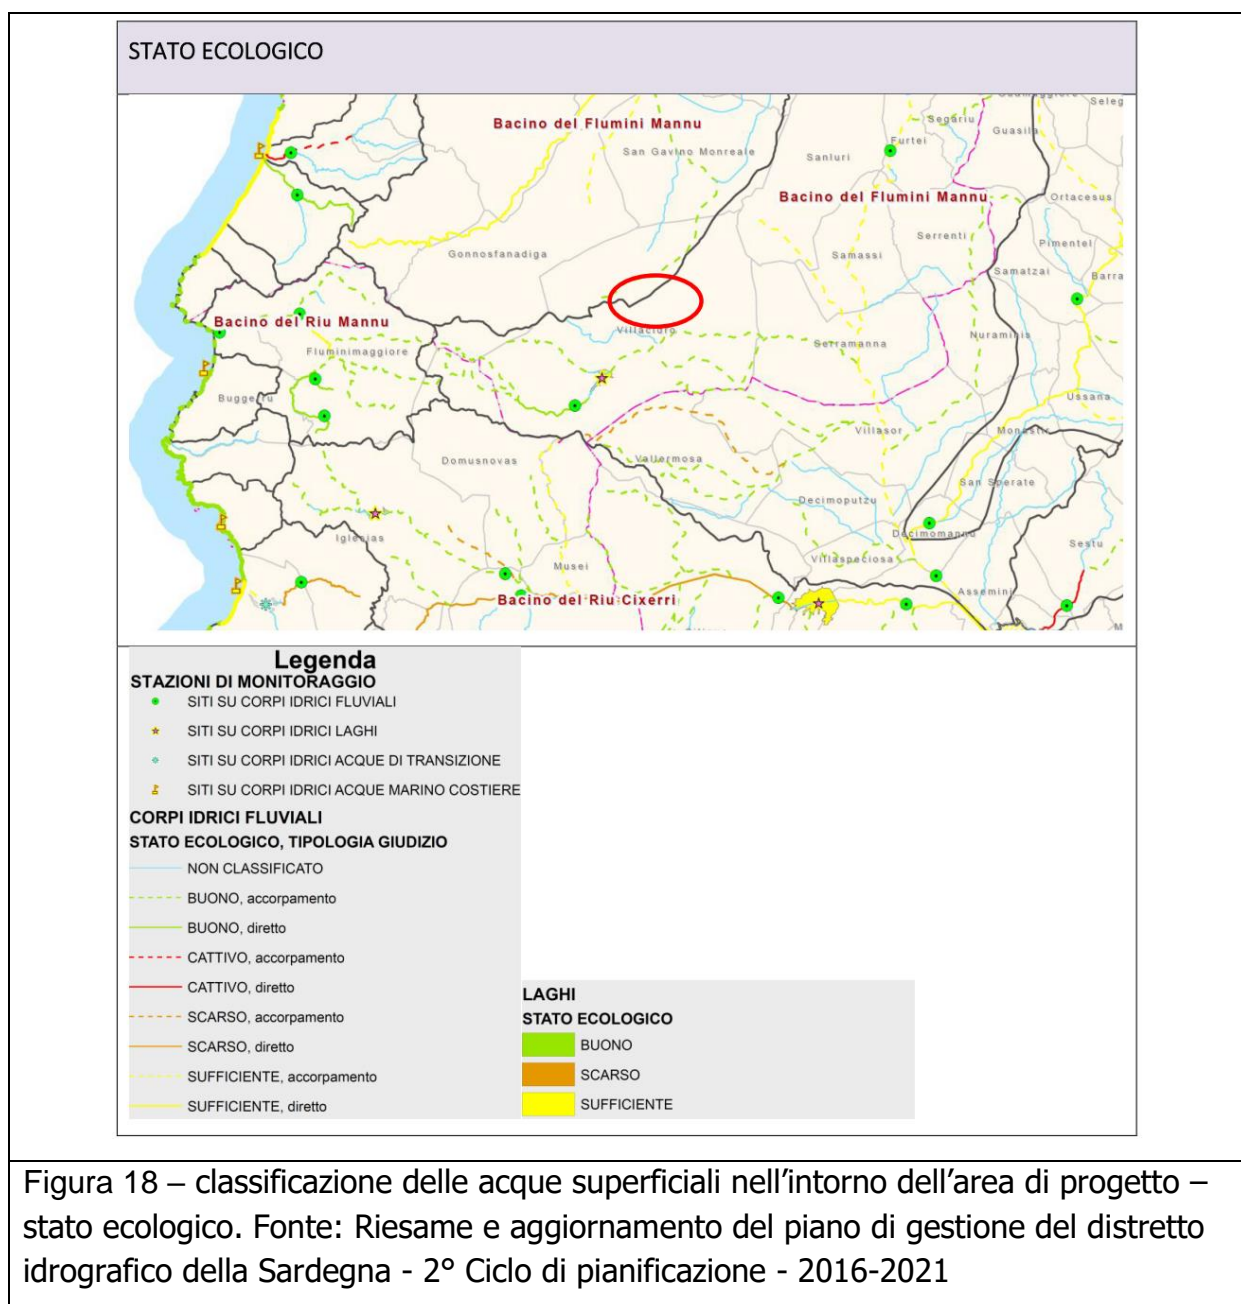 STATO ECOLOGICO
Bacino del Flumini Mannu
San Gavino Monreale
Sanluri
Furtei
Segariu
Guasila
Seleg
Bacino del Flumini Mannu
Ortacesus
Gonnosfanadiga
Samassi
Serrenti
Pimentel
Samatzai
Barra
Bacino del Riu Mannu
Villacidro
Serramanna
Nuraminis
Fluminimaggiore
Buggerru
Ussana
Villasor
Monastir
Domusnovas
Vallermosa
San Sperate
Decimoputzu
Iglesias
Decimomannu
Sestu
Musei
Villaspeciosa
Bacino del Riu Cixerri
Assemini
M
Legenda
STAZIONI DI MONITORAGGIO
SITI SU CORPI IDRICI FLUVIALI
SITI SU CORPI IDRICI LAGHI
SITI SU CORPI IDRICI ACQUE DI TRANSIZIONE
SITI SU CORPI IDRICI ACQUE MARINO COSTIERE
CORPI IDRICI FLUVIALI
STATO ECOLOGICO, TIPOLOGIA GIUDIZIO
NON CLASSIFICATO
BUONO, accorpamento
BUONO, diretto
CATTIVO, accorpamento
CATTIVO, diretto
SCARSO, accorpamento
SCARSO, diretto
SUFFICIENTE, accorpamento
SUFFICIENTE, diretto
LAGHI
STATO ECOLOGICO
BUONO
SCARSO
SUFFICIENTE
Figura 18 – classificazione delle acque superficiali nell'intorno dell'area di progetto –
stato ecologico. Fonte: Riesame e aggiornamento del piano di gestione del distretto
idrografico della Sardegna - 2° Ciclo di pianificazione - 2016-2021